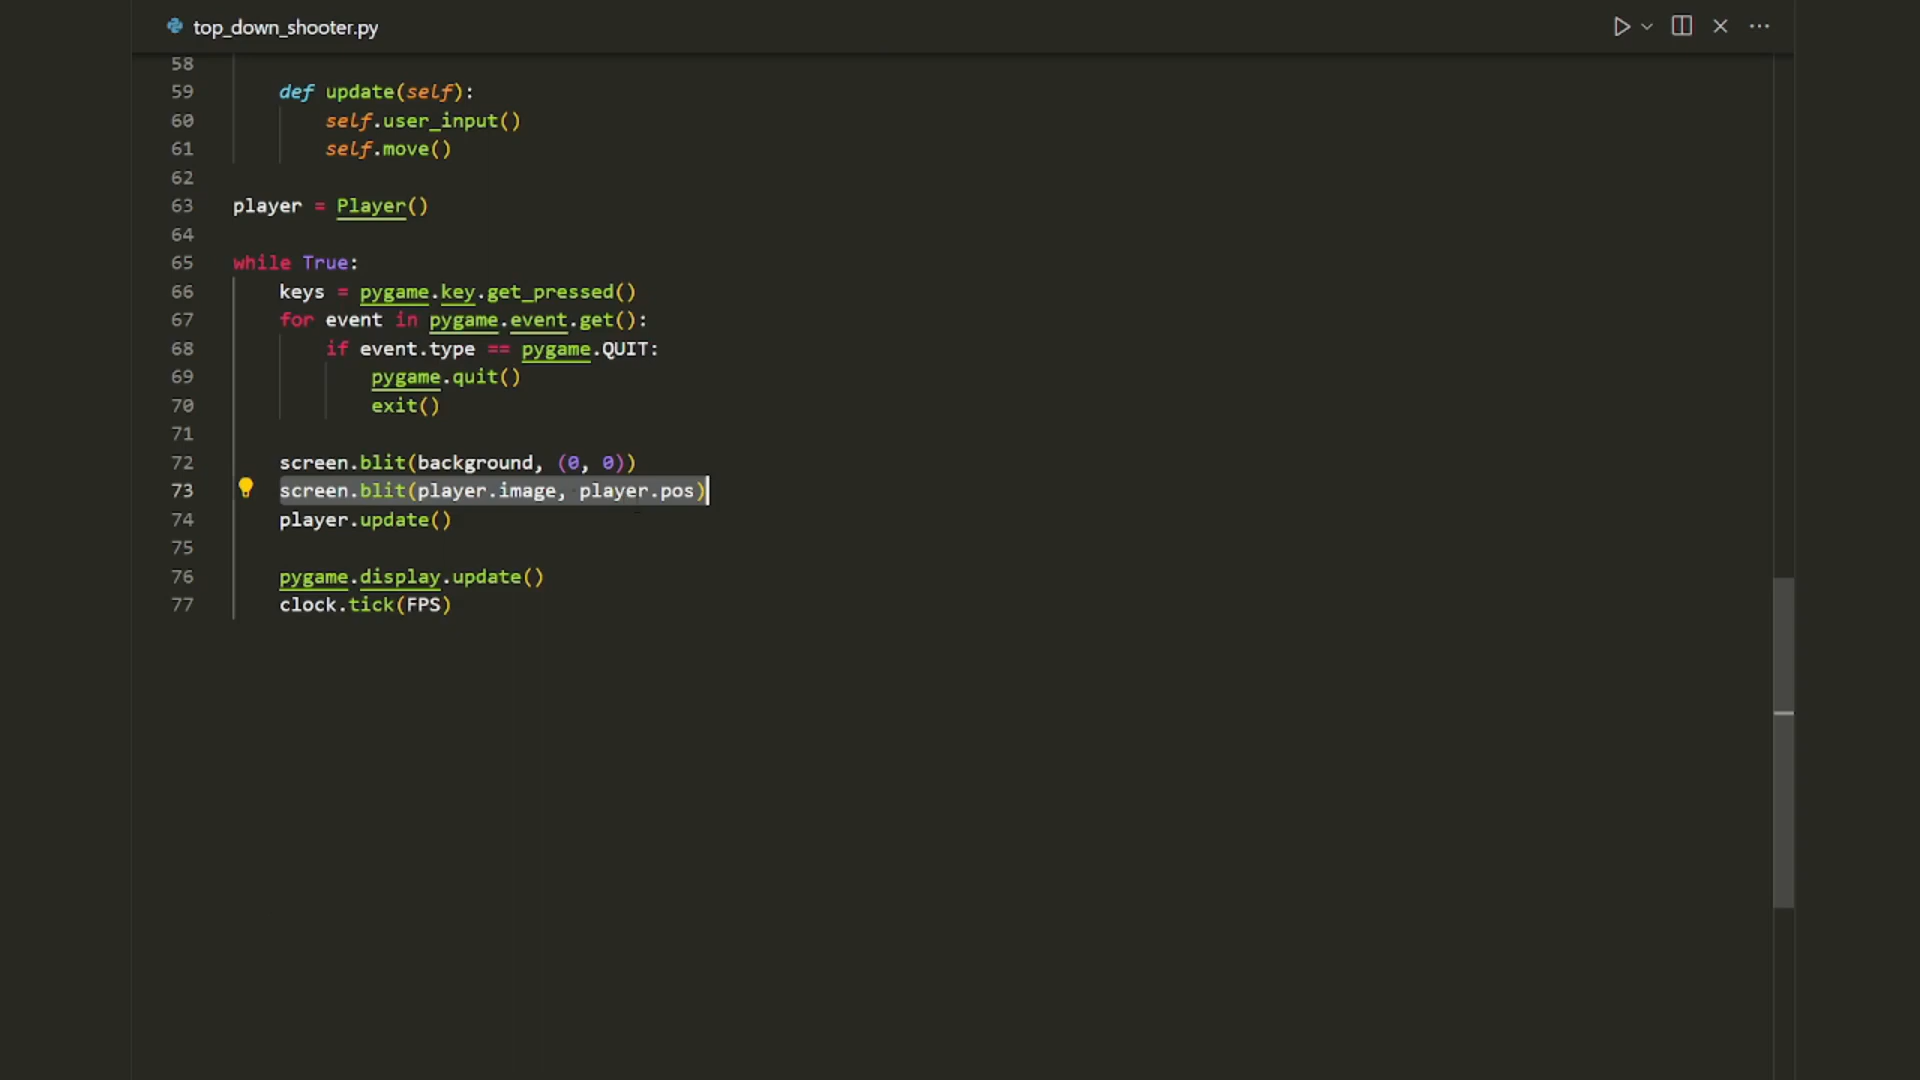 top_down_shooter.py
58
59 def update(self):
60 self.user_input()
61 self.move()
62
63 player = Player()
64
65 while True:
66 keys = pygame.key.get_pressed()
67 for event in pygame.event.get():
68 if event.type == pygame.QUIT:
69 pygame.quit()
70 exit()
71
72 screen.blit(background, (0, 0))
73 screen.blit(player.image, player.pos)
74 player.update()
75
76 pygame.display.update()
77 clock.tick(FPS)